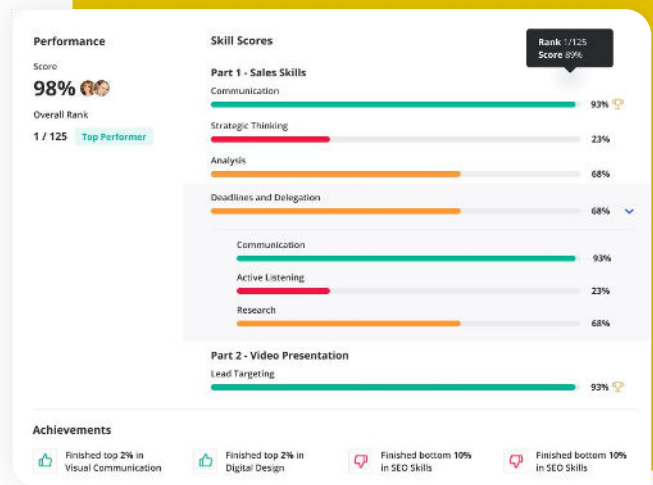 Performance
Score
98%
Overall Rank
1 / 125 Top Performer
Skill Scores
Rank 1/125
Score 89%
Part 1 - Sales Skills
Communication
93%
Strategic Thinking
23%
Analysis
68%
Deadlines and Delegation
68%
Communication
93%
Active Listening
23%
Research
68%
Part 2 - Video Presentation
Lead Targeting
93%
Achievements
Finished top 2% in
Visual Communication
Finished top 2% in
Digital Design
Finished bottom 10%
in SEO Skills
Finished bottom 10%
in SEO Skills